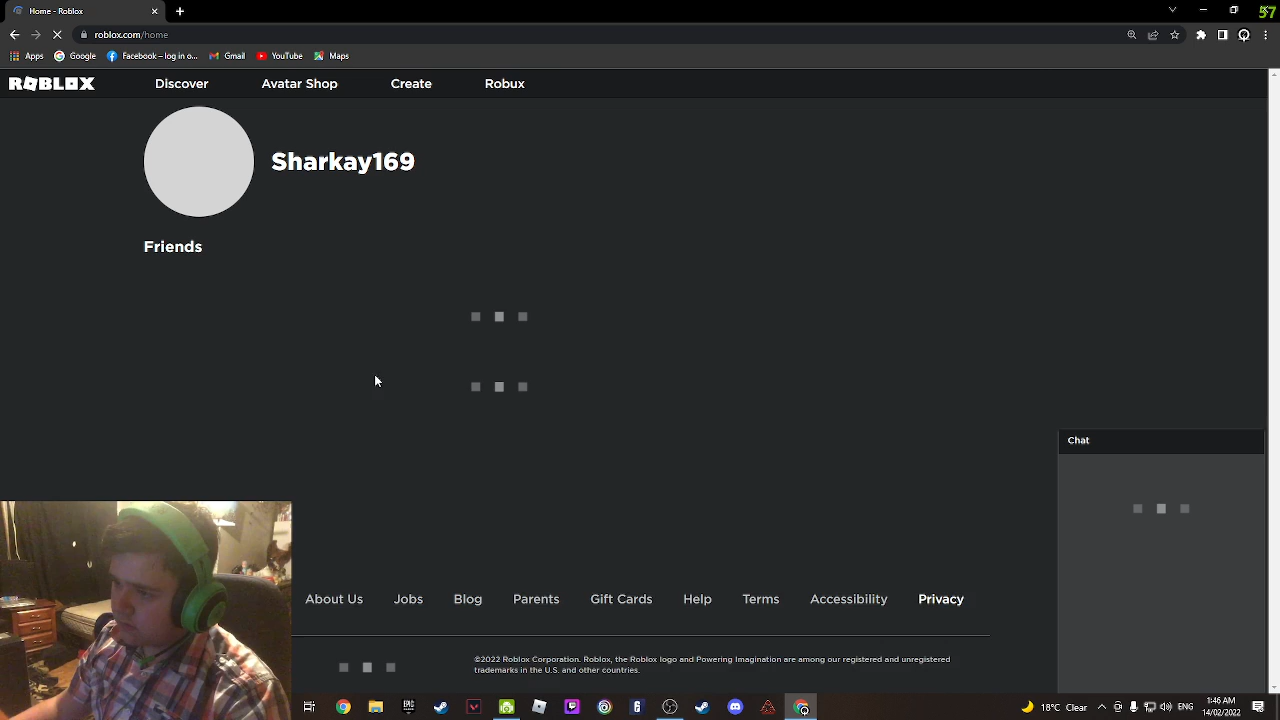 Home - Roblox
57
roblox.com/home
Apps Google Facebook – log in o... Gmail YouTube Maps
ROBLOX Discover Avatar Shop Create Robux
Sharkay169
Friends
Chat
About Us Jobs Blog Parents Gift Cards Help Terms Accessibility Privacy
©2022 Roblox Corporation. Roblox, the Roblox logo and Powering Imagination are among our registered and unregistered
trademarks in the U.S. and other countries.
EPIC
18°C Clear ENG 1:46 AM
14/02/2022